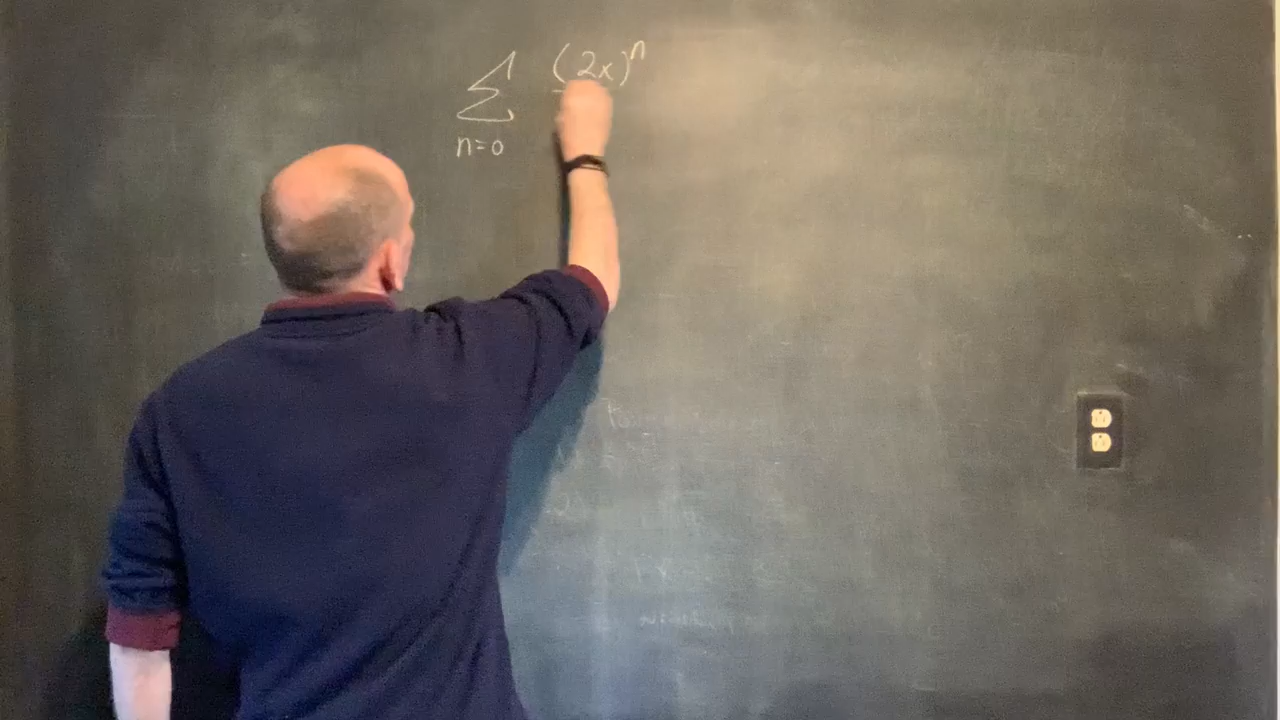 ∑ (2x)ⁿ
n=0